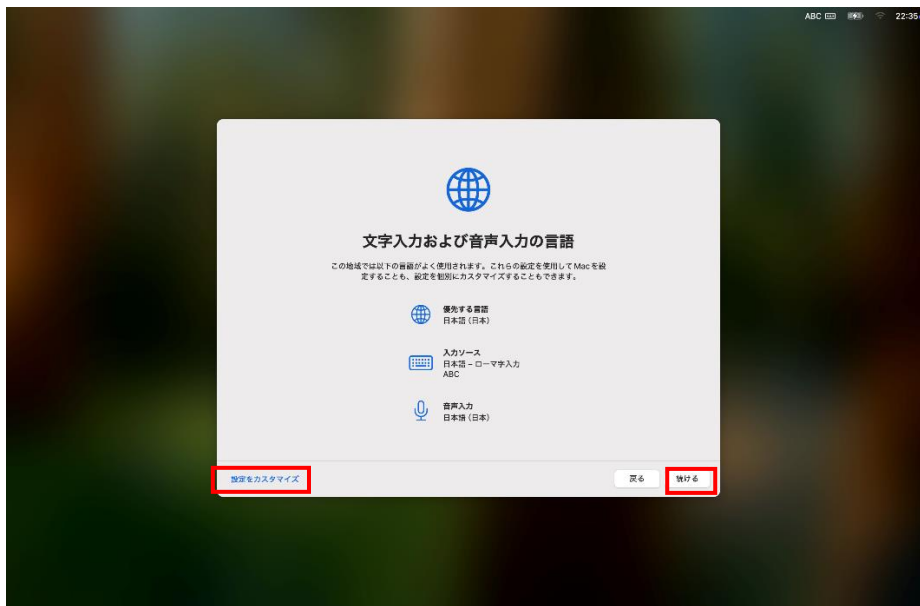 ABC 22:35
文字入力および音声入力の言語
この地域では以下の言語がよく使用されます。これらの設定を使用してMacを設
定することも、設定を個別にカスタマイズすることもできます。
優先する言語
日本語（日本）
入力ソース
日本語 – ローマ字入力
ABC
音声入力
日本語（日本）
設定をカスタマイズ 戻る 続ける